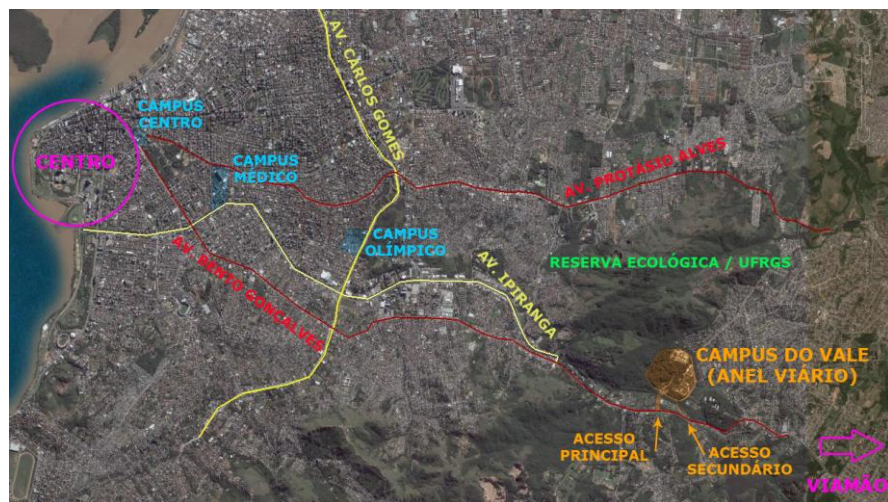 AV. CARLOS GOMES
CAMPUS
CENTRO
CENTRO
CAMPUS
MÉDICO
AV. PROTÁSIO ALVES
CAMPUS
OLÍMPICO
AV. BENTO GONÇALVES
AV. IPIRANGA
RESERVA ECOLÓGICA / UFRGS
CAMPUS DO VALE
(ANEL VIÁRIO)
ACESSO
PRINCIPAL
ACESSO
SECUNDÁRIO
VIAMÃO